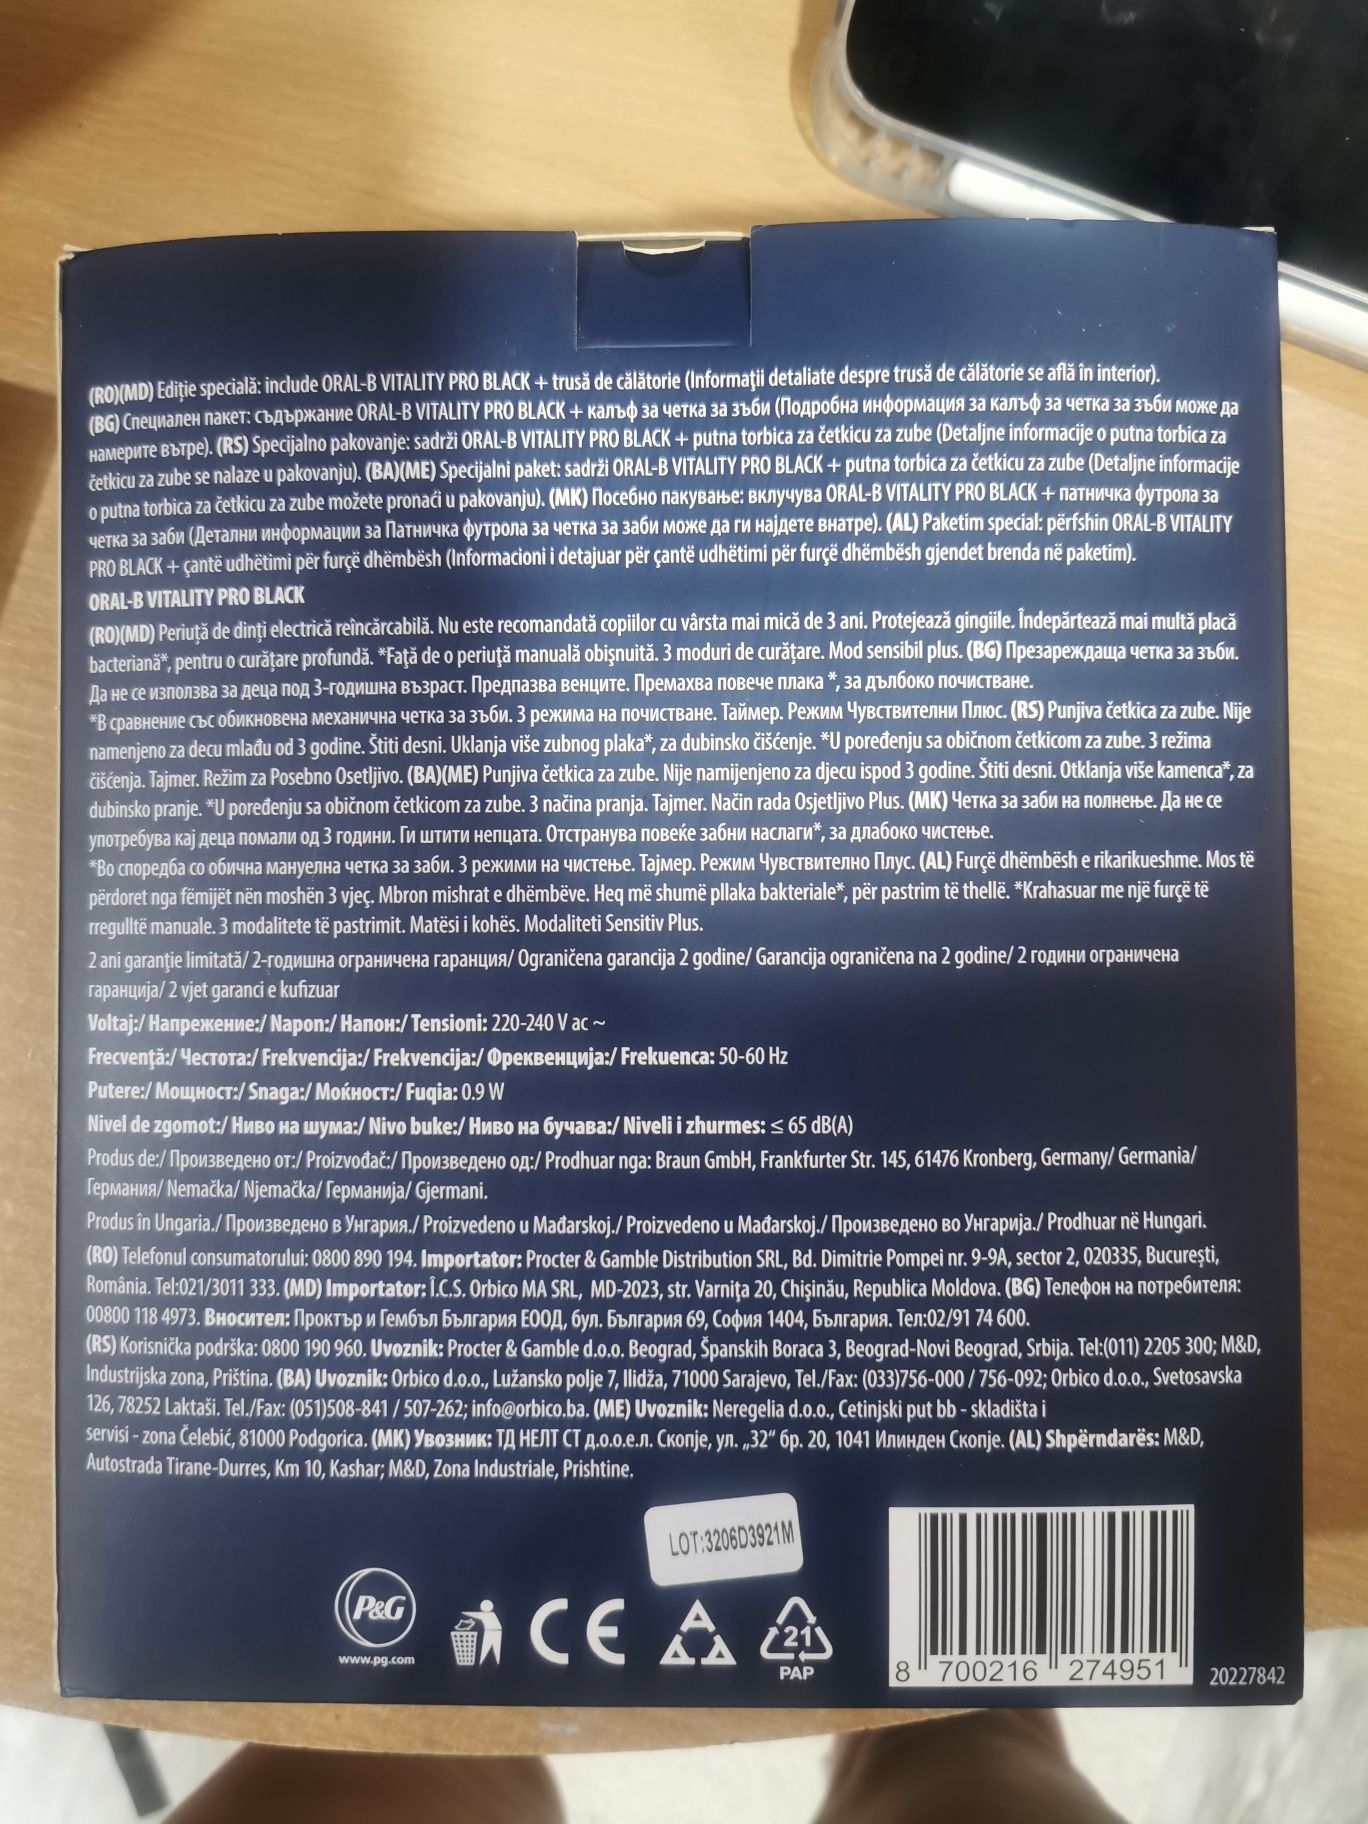 (RO)(MD) Ediție specială: include ORAL-B VITALITY PRO BLACK + trusă de călătorie (Informaţii detaliate despre trusă de călătorie se află în interior).
(BG) Специален пакет: съдържание ORAL-B VITALITY PRO BLACK + калъф за четка за зъби (Подробна информация за калъф за четка за зъби може да
намерите вътре). (RS) Specijalno pakovanje: sadrži ORAL-B VITALITY PRO BLACK + putna torbica za četkicu za zube (Detaljne informacije o putna torbica za
četkicu za zube se nalaze u pakovanju). (BA)(ME) Specijalni paket: sadrži ORAL-B VITALITY PRO BLACK + putna torbica za četkicu za zube (Detaljne informacije
o putna torbica za četkicu za zube možete pronaći u pakovanju). (MK) Посебно пакување: вклучува ORAL-B VITALITY PRO BLACK + патничка футрола за
четка за заби (Детални информации за Патничка футрола за четка за заби може да ги најдете внатре). (AL) Paketim special: përfshin ORAL-B VITALITY
PRO BLACK + çantë udhëtimi për furçë dhëmbësh (Informacioni i detajuar për çantë udhëtimi për furçë dhëmbësh gjendet brenda në paketim).
ORAL-B VITALITY PRO BLACK
(RO)(MD) Periuță de dinți electrică reîncărcabilă. Nu este recomandată copiilor cu vârsta mai mică de 3 ani. Protejează gingiile. Îndepărtează mai multă placă
bacteriană*, pentru o curățare profundă. *Faţă de o periuţă manuală obişnuită. 3 moduri de curățare. Mod sensibil plus. (BG) Презареждаща четка за зъби.
Да не се използва за деца под 3-годишна възраст. Предпазва венците. Премахва повече плака *, за дълбоко почистване.
*В сравнение със обикновена механична четка за зъби. 3 режима на почистване. Таймер. Режим Чувствителни Плюс. (RS) Punjiva četkica za zube. Nije
namenjeno za decu mlađu od 3 godine. Štiti desni. Uklanja više zubnog plaka*, za dubinsko čišćenje. *U poređenju sa običnom četkicom za zube. 3 režima
čišćenja. Tajmer. Režim za Posebno Osetljivo. (BA)(ME) Punjiva četkica za zube. Nije namijenjeno za djecu ispod 3 godine. Štiti desni. Otklanja više kamenca*, za
dubinsko pranje. *U poređenju sa običnom četkicom za zube. 3 načina pranja. Tajmer. Način rada Osjetljivo Plus. (MK) Четка за заби на полнење. Да не се
употребува кај деца помали од 3 години. Ги штити непцата. Отстранува повеќе забни наслаги*, за длабоко чистење.
*Во споредба со обична мануелна четка за заби. 3 режими на чистење. Тајмер. Режим Чувствително Плус. (AL) Furçë dhëmbësh e rikarikueshme. Mos të
përdoret nga fëmijët nën moshën 3 vjeç. Mbron mishrat e dhëmbëve. Heq më shumë pllaka bakteriale*, për pastrim të thellë. *Krahasuar me një furçë të
rregulltë manuale. 3 modalitete të pastrimit. Matësi i kohës. Modaliteti Sensitiv Plus.
2 ani garanţie limitată/ 2-годишна ограничена гаранция/ Ograničena garancija 2 godine/ Garancija ograničena na 2 godine/ 2 години ограничена
гаранција/ 2 vjet garanci e kufizuar
Voltaj:/ Напрежение:/ Napon:/ Напон:/ Tensioni: 220-240 V ac ~
Frecvență:/ Честота:/ Frekvencija:/ Frekvencija:/ Фреквенција:/ Frekuenca: 50-60 Hz
Putere:/ Мощност:/ Snaga:/ Моќност:/ Fuqia: 0.9 W
Nivel de zgomot:/ Ниво на шума:/ Nivo buke:/ Ниво на бучава:/ Niveli i zhurmes: ≤ 65 dB(A)
Produs de:/ Произведено от:/ Proizvođač:/ Произведено од:/ Prodhuar nga: Braun GmbH, Frankfurter Str. 145, 61476 Kronberg, Germany/ Germania/
Германия/ Nemačka/ Njemačka/ Германија/ Gjermani.
Produs în Ungaria./ Произведено в Унгария./ Proizvedeno u Mađarskoj./ Proizvedeno u Mađarskoj./ Произведено во Унгарија./ Prodhuar në Hungari.
(RO) Telefonul consumatorului: 0800 890 194. Importator: Procter & Gamble Distribution SRL, Bd. Dimitrie Pompei nr. 9-9A, sector 2, 020335, București,
România. Tel:021/3011 333. (MD) Importator: Î.C.S. Orbico MA SRL, MD-2023, str. Varniţa 20, Chişinău, Republica Moldova. (BG) Телефон на потребителя:
00800 118 4973. Вносител: Проктър и Гембъл България ЕООД, бул. България 69, София 1404, България. Тел:02/91 74 600.
(RS) Korisnička podrška: 0800 190 960. Uvoznik: Procter & Gamble d.o.o. Beograd, Španskih Boraca 3, Beograd-Novi Beograd, Srbija. Tel:(011) 2205 300; M&D,
Industrijska zona, Priština. (BA) Uvoznik: Orbico d.o.o., Lužansko polje 7, Ilidža, 71000 Sarajevo, Tel./Fax: (033)756-000 / 756-092; Orbico d.o.o., Svetosavska
126, 78252 Laktaši. Tel./Fax: (051)508-841 / 507-262; info@orbico.ba. (ME) Uvoznik: Neregelia d.o.o., Cetinjski put bb - skladišta i
servisi - zona Čelebić, 81000 Podgorica. (MK) Увозник: ТД НЕЛТ СТ д.о.о.е.л. Скопје, ул. „32“ бр. 20, 1041 Илинден Скопје. (AL) Shpërndarës: M&D,
Autostrada Tirane-Durres, Km 10, Kashar; M&D, Zona Industriale, Prishtine.
LOT:3206D3921M
P&G
www.pg.com
CE
21
PAP
8 700216 274951
20227842